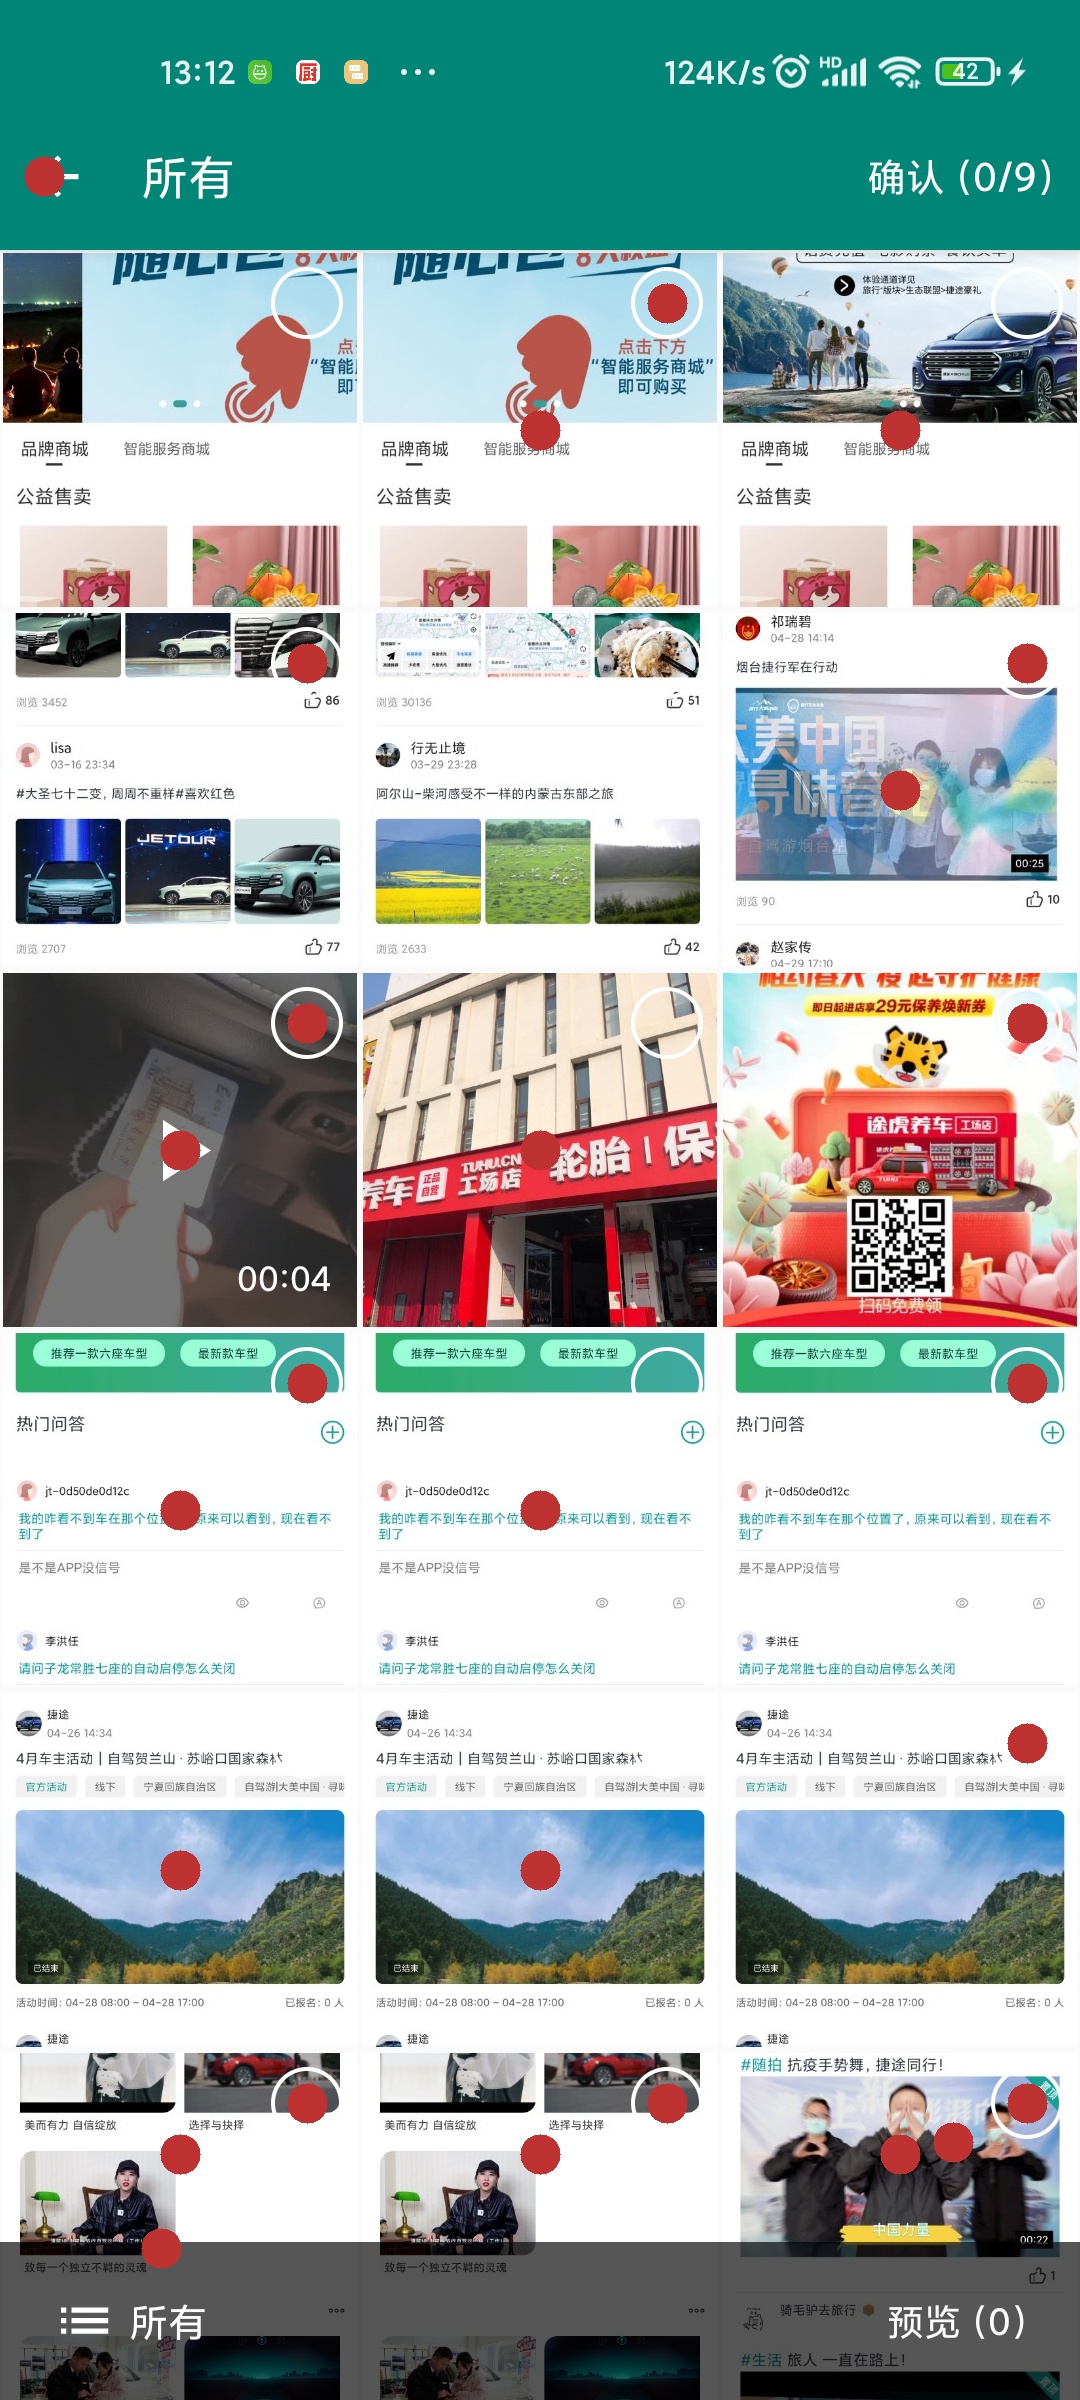 13:12
124K/s
HD
42
所有
确认 (0/9)
点击下方
“智能服务商城”
即可购买
体验通道详见
旅行“版块>生态联盟>捷途豪礼
品牌商城
智能服务商城
公益售卖
品牌商城
公益售卖
品牌商城
公益售卖
浏览 3452
86
lisa
03-16 23:34
#大圣七十二变，周周不重样#喜欢红色
JETOUR
浏览 2707
77
浏览 30136
51
行无止境
03-29 23:28
阿尔山-柴河感受不一样的内蒙古东部之旅
浏览 2633
42
祁瑞碧
04-28 14:14
烟台捷行军在行动
大美中国
00:25
浏览 90
10
赵家传
04-29 17:10
00:04
养车
正品
自营
TUHU.CN
工场店
轮胎 | 保
即日起进店享29元保养焕新券
途虎养车 工场店
TUHU
扫码免费领
推荐一款六座车型
最新款车型
热门问答
jt-0d50de0d12c
我的咋看不到车在那个位 原来可以看到，现在看不
到了
是不是APP没信号
李洪任
请问子龙常胜七座的自动启停怎么关闭
推荐一款六座车型
最新款车型
热门问答
jt-0d50de0d12c
我的咋看不到车在那个位 原来可以看到，现在看不
到了
是不是APP没信号
李洪任
请问子龙常胜七座的自动启停怎么关闭
推荐一款六座车型
最新款车型
热门问答
jt-0d50de0d12c
我的咋看不到车在那个位置了，原来可以看到，现在看不
到了
是不是APP没信号
李洪任
请问子龙常胜七座的自动启停怎么关闭
捷途
04-26 14:34
4月车主活动 | 自驾贺兰山 · 苏峪口国家森
官方活动
线下
宁夏回族自治区
自驾游|大美中国 · 寻
已结束
活动时间：04-28 08:00 - 04-28 17:00
已报名：0 人
捷途
捷途
04-26 14:34
4月车主活动 | 自驾贺兰山 · 苏峪口国家森
官方活动
线下
宁夏回族自治区
自驾游|大美中国 · 寻
已结束
活动时间：04-28 08:00 - 04-28 17:00
已报名：0 人
捷途
捷途
04-26 14:34
4月车主活动 | 自驾贺兰山 · 苏峪口国家森
官方活动
线下
宁夏回族自治区
自驾游|大美中国 · 寻
已结束
活动时间：04-28 08:00 - 04-28 17:00
已报名：0 人
捷途
美而有力 自信绽放
选择与抉择
致每一个独立不羁的灵魂
美而有力 自信绽放
选择与抉择
致每一个独立不羁的灵魂
#随拍 抗疫手势舞，捷途同行！
置顶
中国力量
00:22
1
骑毛驴去旅行
#生活 旅人 一直在路上！
所有
预览 (0)